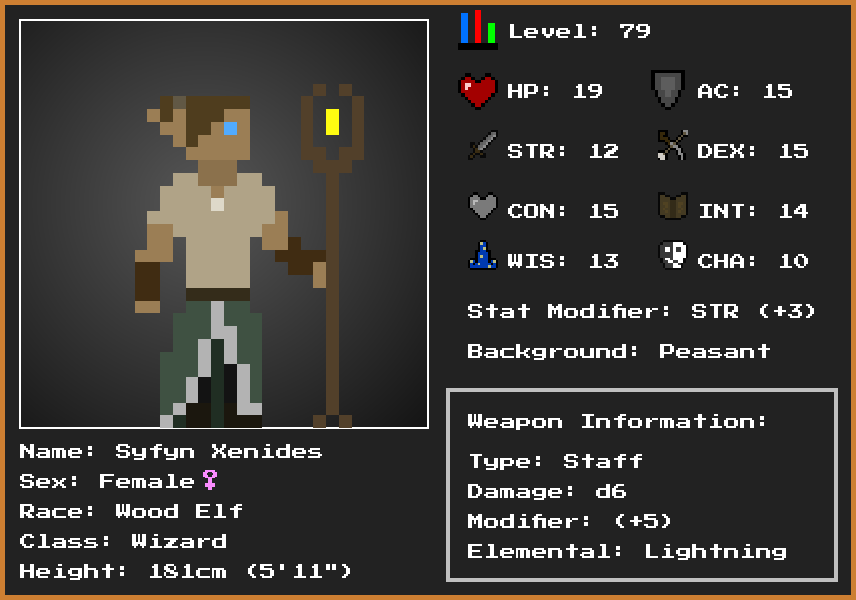 Level: 79
HP: 19
AC: 15
STR: 12
DEX: 15
CON: 15
INT: 14
WIS: 13
CHA: 10
Stat Modifier: STR (+3)
Background: Peasant
Weapon Information:
Type: Staff
Damage: d6
Modifier: (+5)
Elemental: Lightning
Name: Syfyn Xenides
Sex: Female♀
Race: Wood Elf
Class: Wizard
Height: 181cm (5'11")